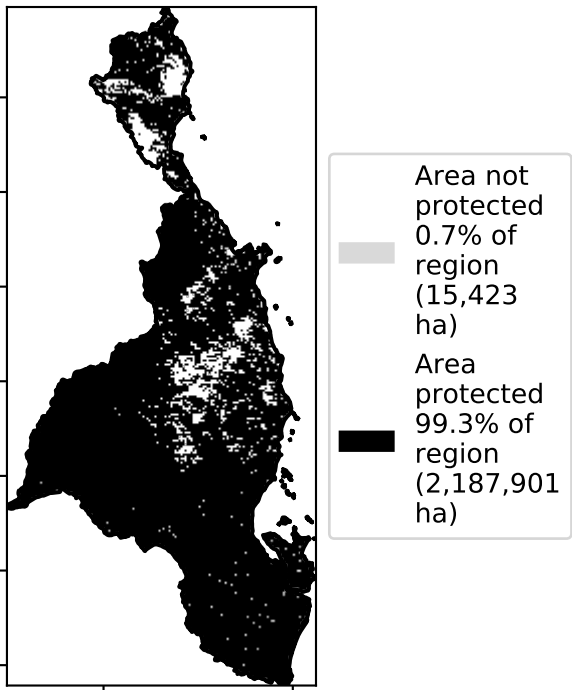 Area not
protected
0.7% of
region
(15,423
ha)
Area
protected
99.3% of
region
(2,187,901
ha)